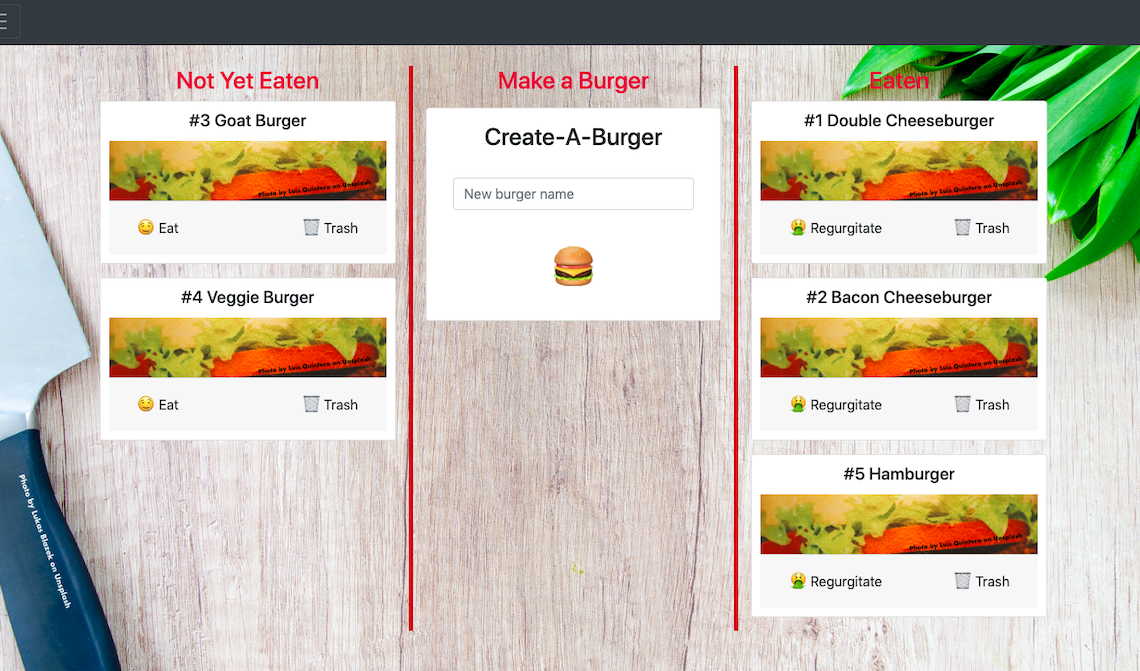 Not Yet Eaten
#3 Goat Burger
Photo by Luis Quintero on Unsplash
Eat
Trash
#4 Veggie Burger
Photo by Luis Quintero on Unsplash
Eat
Trash
Make a Burger
Create-A-Burger
New burger name
Eaten
#1 Double Cheeseburger
Photo by Luis Quintero on Unsplash
Regurgitate
Trash
#2 Bacon Cheeseburger
Photo by Luis Quintero on Unsplash
Regurgitate
Trash
#5 Hamburger
Photo by Luis Quintero on Unsplash
Regurgitate
Trash
Photo by Lukas Blazek on Unsplash